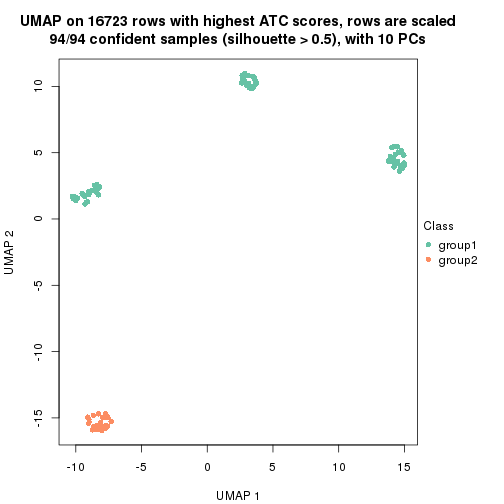 UMAP on 16723 rows with highest ATC scores, rows are scaled
94/94 confident samples (silhouette > 0.5), with 10 PCs
10
5
0
-5
-10
-15
UMAP 2
Class
group1
group2
-10 -5 0 5 10 15
UMAP 1